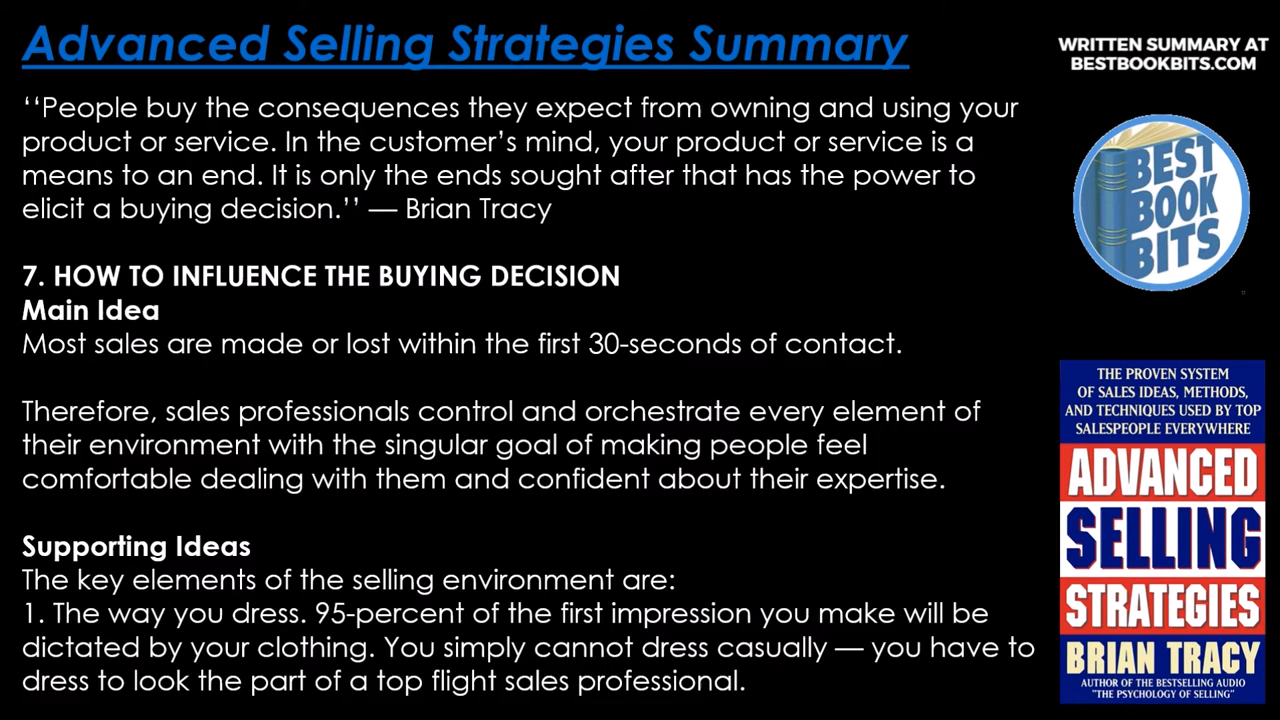 Advanced Selling Strategies Summary
WRITTEN SUMMARY AT
BESTBOOKBITS.COM
‘‘People buy the consequences they expect from owning and using your
product or service. In the customer’s mind, your product or service is a
means to an end. It is only the ends sought after that has the power to
elicit a buying decision.’’ — Brian Tracy
7. HOW TO INFLUENCE THE BUYING DECISION
Main Idea
Most sales are made or lost within the first 30-seconds of contact.
Therefore, sales professionals control and orchestrate every element of
their environment with the singular goal of making people feel
comfortable dealing with them and confident about their expertise.
Supporting Ideas
The key elements of the selling environment are:
1. The way you dress. 95-percent of the first impression you make will be
dictated by your clothing. You simply cannot dress casually — you have to
dress to look the part of a top flight sales professional.
BEST
BOOK
BITS
THE PROVEN SYSTEM
OF SALES IDEAS, METHODS,
AND TECHNIQUES USED BY TOP
SALESPEOPLE EVERYWHERE
ADVANCED
SELLING
STRATEGIES
BRIAN TRACY
AUTHOR OF THE BESTSELLING AUDIO
"THE PSYCHOLOGY OF SELLING"